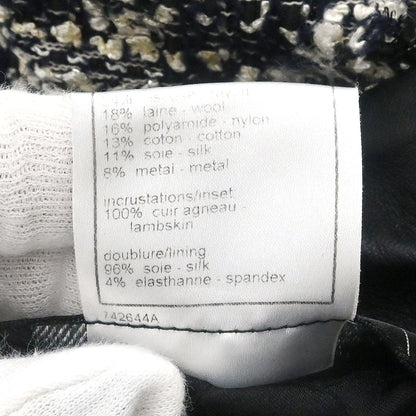 18% laine - wool
16% polyamide - nylon
13% coton - cotton
11% soie - silk
8% metal - metal
incrustations/inset
100% cuir agneau -
lambskin
doublure/lining
96% soie - silk
4% elasthanne - spandex
742644A